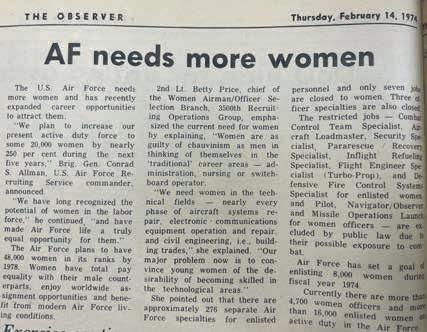 THE OBSERVER
Thursday, February 14, 1974
AF needs more women
The U.S. Air Force needs
more women and has recently
expanded career opportunities
to attract them.
"We plan to increase our
present active duty force to
some 20,000 women by nearly
250 per cent during the next
five years," Brig. Gen. Conrad
S. Allman, U.S. Air Force Re-
cruiting Service commander,
announced.
"We have long recognized the
potential of women in the labor
force," he continued, "and have
made Air Force life a truly
equal opportunity for them."
The Air Force plans to have
48,000 women in its ranks by
1978. Women have total pay
equality with their male count-
erparts, enjoy worldwide as-
signment opportunities and bene-
fit from modern Air Force liv-
ing conditions.
2nd Lt. Betty Price, chief of
the Women Airman/Officer Se-
lection Branch, 3500th Recruit-
ing Operations Group, empha-
sized the current need for women
by explaining, "Women are as
guilty of chauvinism as men in
thinking of themselves in the
'traditional' career areas — ad-
ministration, nursing or switch-
board operator.
"We need women in the tech-
nical fields — nearly every
phase of aircraft systems re-
pair, electronic communications
equipment operation and repair,
and civil engineering, i.e., build-
ing trades," she explained. "Our
major problem now is to con-
vince young women of the de-
sirability of becoming skilled in
the technological areas."
She pointed out that there are
approximately 276 separate Air
Force specialties for enlisted
personnel and only seven jobs
are closed to women. Three of-
ficer specialties are also closed.
The restricted jobs — Combat
Control Team Specialist, Air-
craft Loadmaster, Security Spe-
cialist, Pararescue Recovery
Specialist, Inflight Refueling
Specialist, Flight Engineer Spe-
cialist (Turbo-Prop), and De-
fensive Fire Control Systems
Specialist for enlisted women,
and Pilot, Navigator/Observer
and Missile Operations Launch
for women officers — are ex-
cluded by public law due to
their possible exposure to com-
bat.
Air Force has set a goal of
enlisting 8,000 women during
fiscal year 1974.
Currently there are more than
4,700 women officers and more
than 16,000 enlisted women on
active duty in the Air Force.